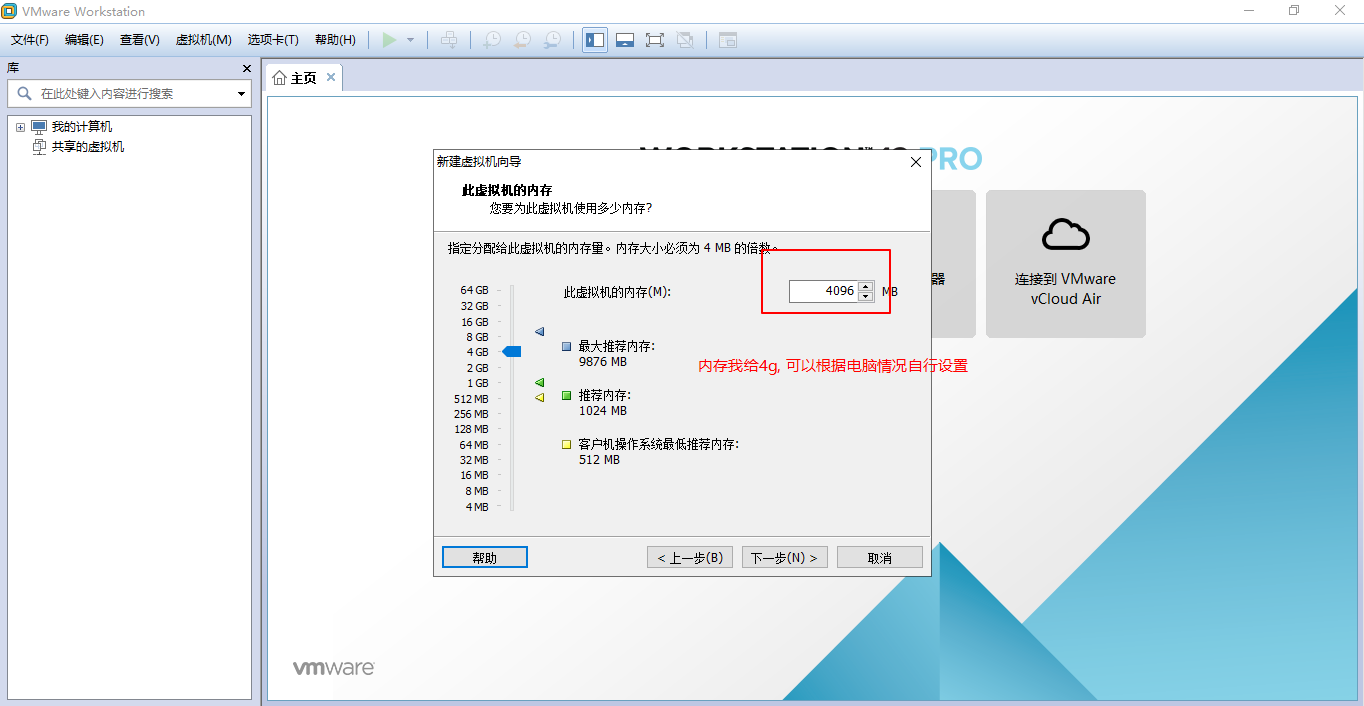 VMware Workstation
文件(F) 编辑(E) 查看(V) 虚拟机(M) 选项卡(T) 帮助(H)
库
在此处键入内容进行搜索
我的计算机
共享的虚拟机
主页
PRO
新建虚拟机向导
此虚拟机的内存
您要为此虚拟机使用多少内存?
指定分配给此虚拟机的内存量。内存大小必须为 4 MB 的倍数。
此虚拟机的内存(M):
4096 MB
64 GB
32 GB
16 GB
8 GB
4 GB
2 GB
1 GB
512 MB
256 MB
128 MB
64 MB
32 MB
16 MB
8 MB
4 MB
最大推荐内存:
9876 MB
推荐内存:
1024 MB
客户机操作系统最低推荐内存:
512 MB
内存我给4g, 可以根据电脑情况自行设置
帮助
< 上一步(B)
下一步(N) >
取消
器
连接到 VMware
vCloud Air
vmware